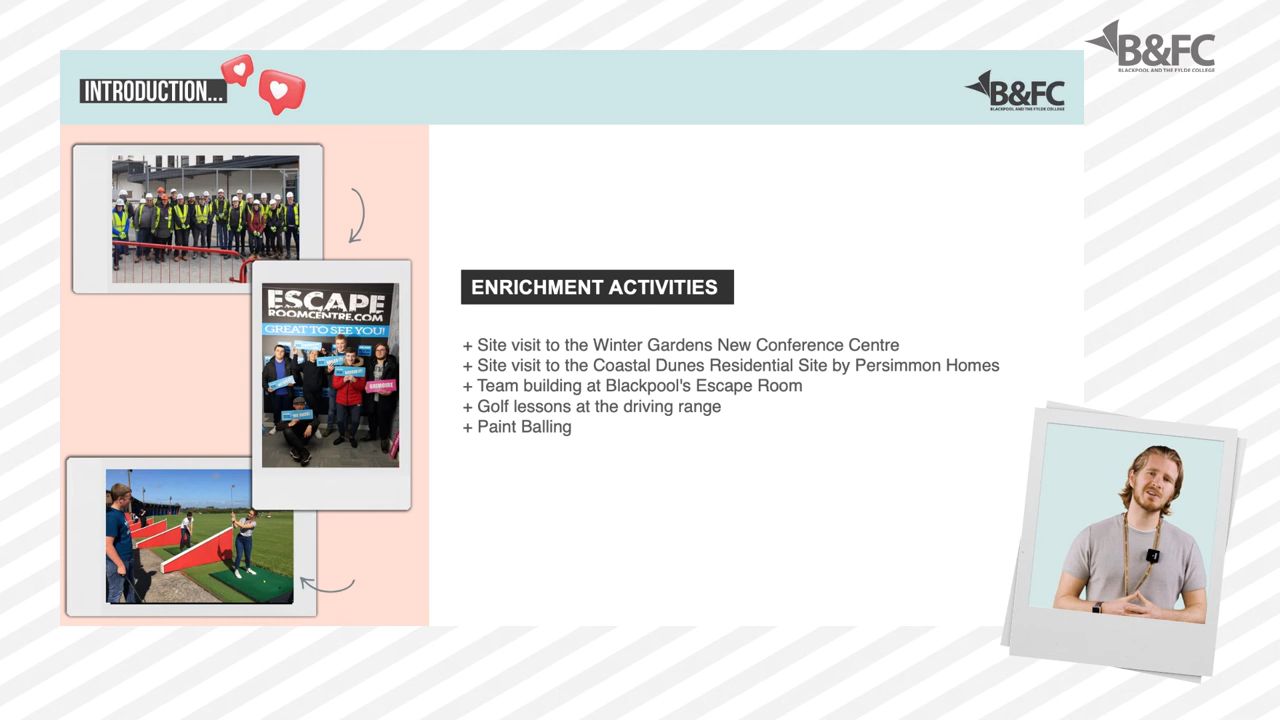 B&FC
BLACKPOOL AND THE FYLDE COLLEGE
INTRODUCTION...
B&FC
BLACKPOOL AND THE FYLDE COLLEGE
ESCAPE
ROOMCENTRE.COM
GREAT TO SEE YOU!
ENRICHMENT ACTIVITIES
+ Site visit to the Winter Gardens New Conference Centre
+ Site visit to the Coastal Dunes Residential Site by Persimmon Homes
+ Team building at Blackpool's Escape Room
+ Golf lessons at the driving range
+ Paint Balling